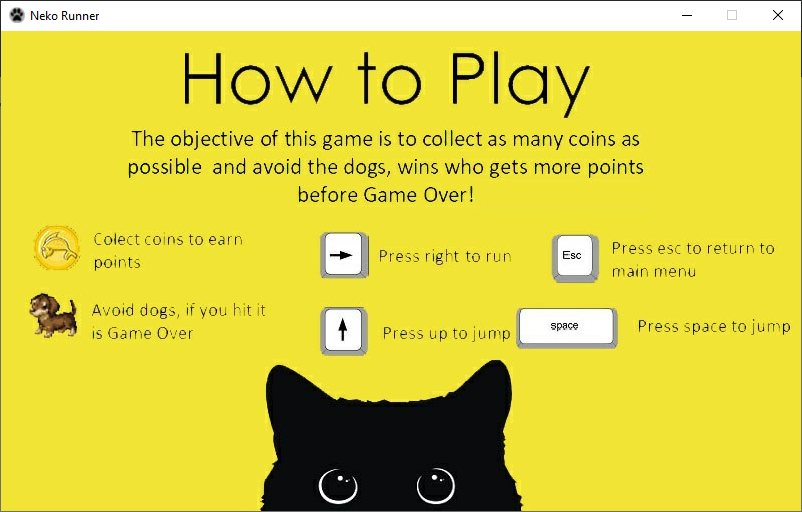 Neko Runner
How to Play
The objective of this game is to collect as many coins as
possible  and avoid the dogs, wins who gets more points
before Game Over!
Colect coins to earn
points
Press right to run
Esc
Press esc to return to
main menu
Avoid dogs, if you hit it
is Game Over
Press up to jump
space
Press space to jump